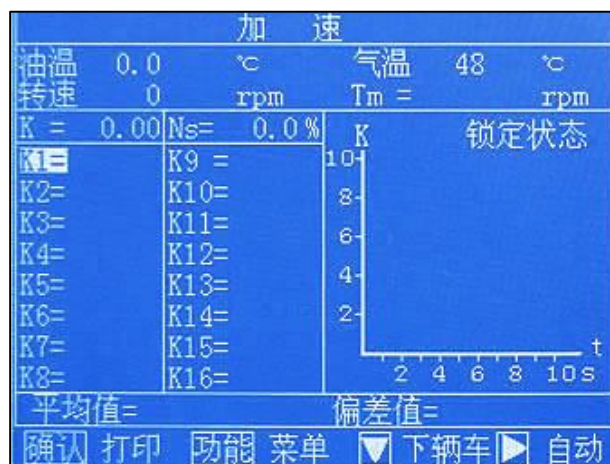 加 速
油温 0.0 ℃ 气温 48 ℃
转速 0 rpm Tm = rpm
K = 0.00 Ns= 0.0%
K1= K9 =
K2= K10=
K3= K11=
K4= K12=
K5= K13=
K6= K14=
K7= K15=
K8= K16=
K 锁定状态
10
8
6
4
2
t
2 4 6 8 10s
平均值= 偏差值=
确认 打印 功能 菜单 ▼ 下辆车 ▶ 自动